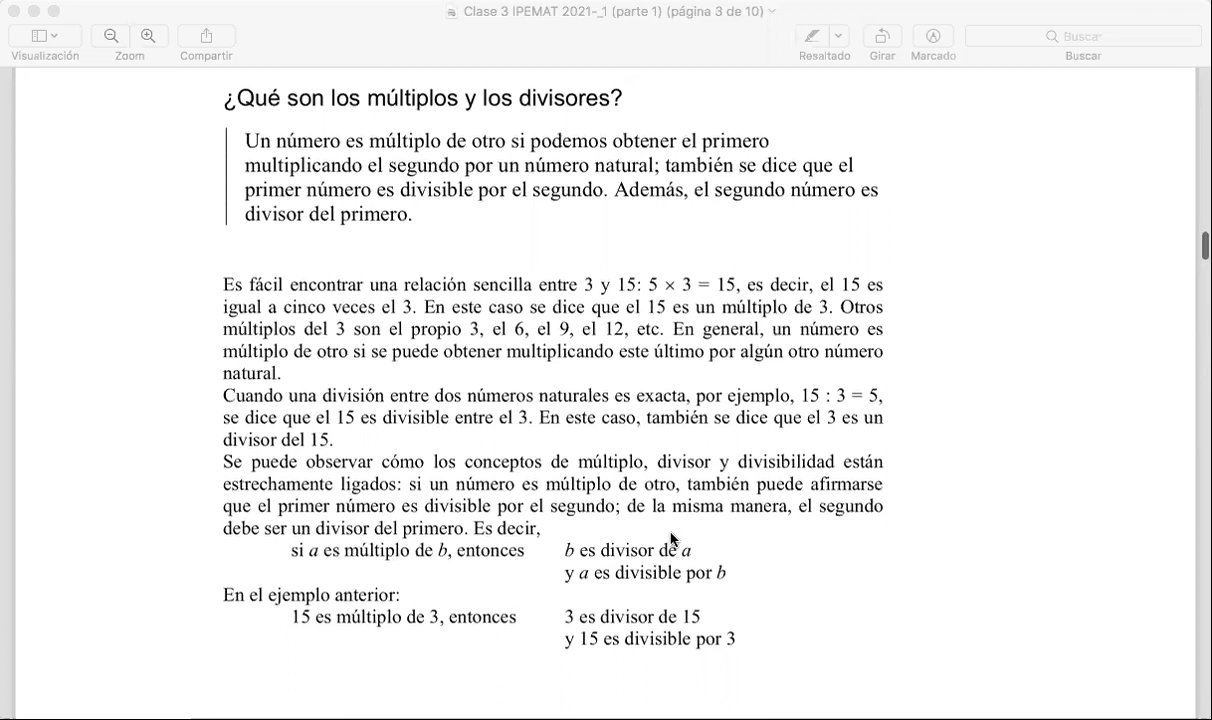 Clase 3 IPEMAT 2021-_1 (parte 1) (página 3 de 10)
Visualización
Zoom
Compartir
Resaltado
Girar
Marcado
Buscar
¿Qué son los múltiplos y los divisores?
Un número es múltiplo de otro si podemos obtener el primero
multiplicando el segundo por un número natural; también se dice que el
primer número es divisible por el segundo. Además, el segundo número es
divisor del primero.
Es fácil encontrar una relación sencilla entre 3 y 15: 5 × 3 = 15, es decir, el 15 es
igual a cinco veces el 3. En este caso se dice que el 15 es un múltiplo de 3. Otros
múltiplos del 3 son el propio 3, el 6, el 9, el 12, etc. En general, un número es
múltiplo de otro si se puede obtener multiplicando este último por algún otro número
natural.
Cuando una división entre dos números naturales es exacta, por ejemplo, 15 : 3 = 5,
se dice que el 15 es divisible entre el 3. En este caso, también se dice que el 3 es un
divisor del 15.
Se puede observar cómo los conceptos de múltiplo, divisor y divisibilidad están
estrechamente ligados: si un número es múltiplo de otro, también puede afirmarse
que el primer número es divisible por el segundo; de la misma manera, el segundo
debe ser un divisor del primero. Es decir,
si a es múltiplo de b, entonces b es divisor de a
y a es divisible por b
En el ejemplo anterior:
15 es múltiplo de 3, entonces 3 es divisor de 15
y 15 es divisible por 3